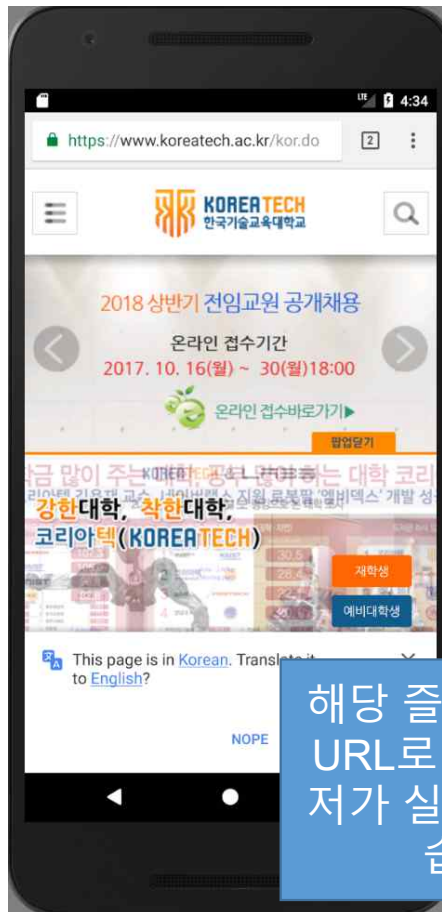 LTE 4:34
https://www.koreatech.ac.kr/kor.do 2
KOREATECH
한국기술교육대학교
2018 상반기 전임교원 공개채용
온라인 접수기간
2017. 10. 16(월) ~ 30(월)18:00
온라인 접수바로가기▶
팝업닫기
강한대학, 착한대학,
코리아텍(KOREATECH)
재학생
예비대학생
This page is in Korean. Translate it
to English?
NOPE
해당 즐
URL로
저가 실
습